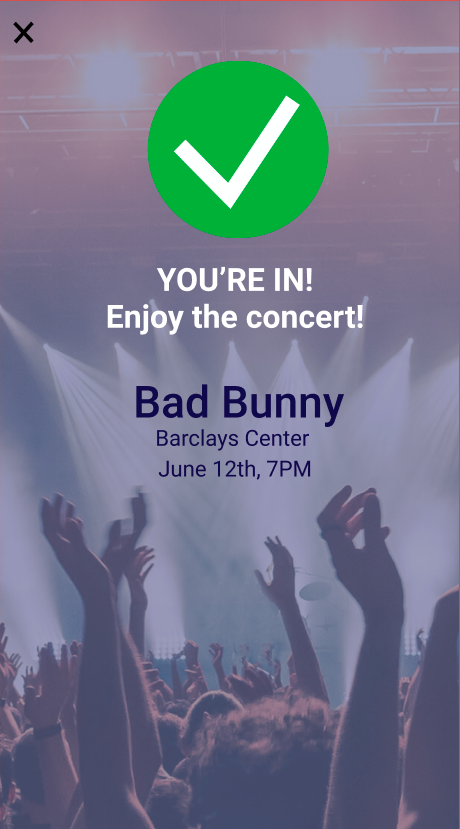 YOU’RE IN!
Enjoy the concert!
Bad Bunny
Barclays Center
June 12th, 7PM